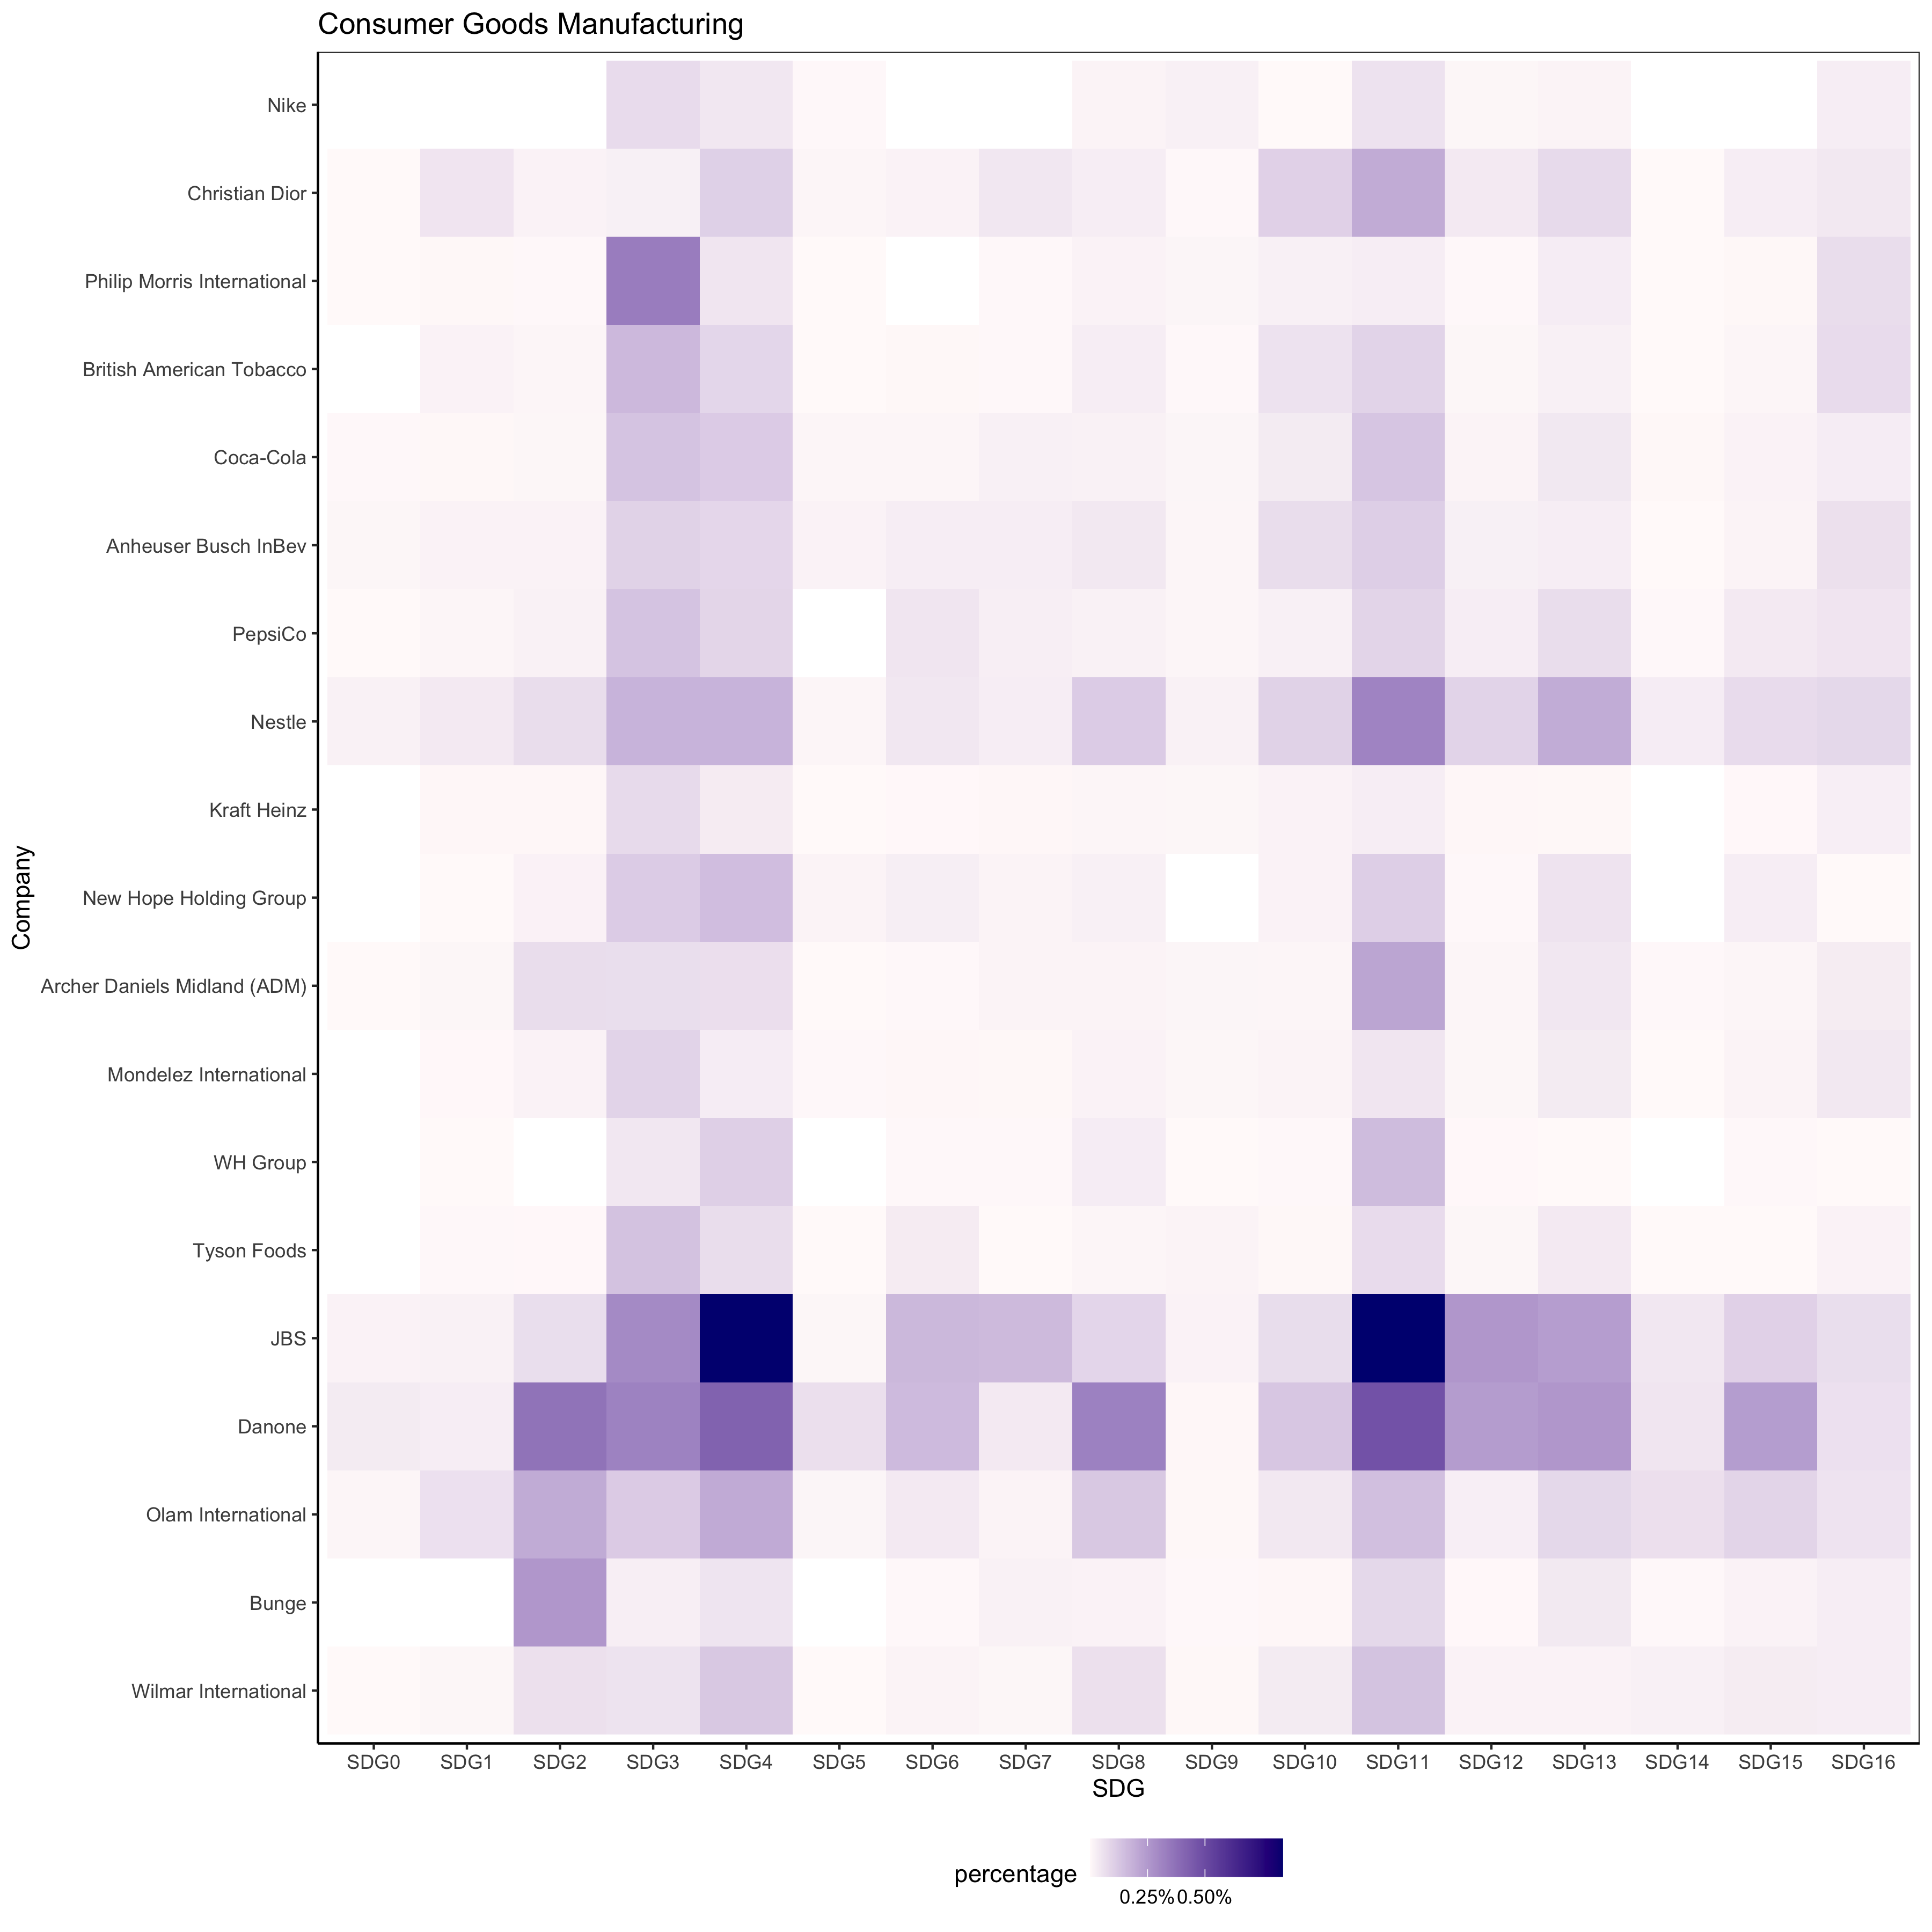 Consumer Goods Manufacturing
Company
Nike
Christian Dior
Philip Morris International
British American Tobacco
Coca-Cola
Anheuser Busch InBev
PepsiCo
Nestle
Kraft Heinz
New Hope Holding Group
Archer Daniels Midland (ADM)
Mondelez International
WH Group
Tyson Foods
JBS
Danone
Olam International
Bunge
Wilmar International
SDG0 SDG1 SDG2 SDG3 SDG4 SDG5 SDG6 SDG7 SDG8 SDG9 SDG10 SDG11 SDG12 SDG13 SDG14 SDG15 SDG16
SDG
percentage
0.25% 0.50%